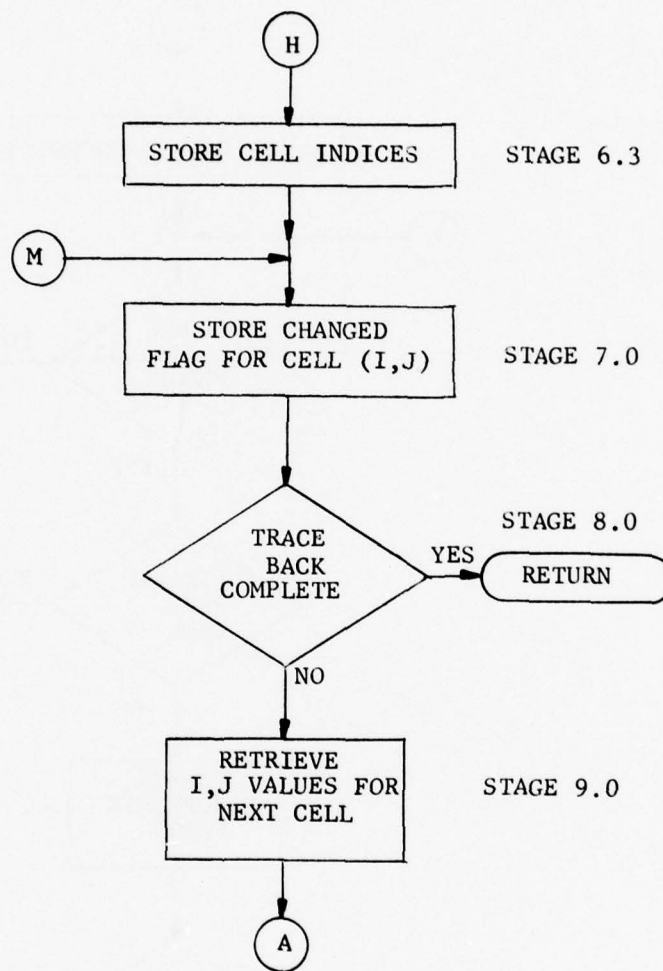 H
STORE CELL INDICES
STAGE 6.3
M
STORE CHANGED
FLAG FOR CELL (I,J)
STAGE 7.0
STAGE 8.0
TRACE
BACK
COMPLETE
YES
RETURN
NO
RETRIEVE
I,J VALUES FOR
NEXT CELL
STAGE 9.0
A